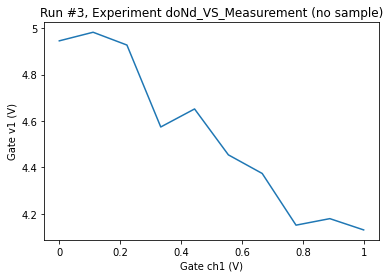 Run #3, Experiment doNd_VS_Measurement (no sample)
5
4.8
4.6
4.4
4.2
Gate v1 (V)
0 0.2 0.4 0.6 0.8 1
Gate ch1 (V)